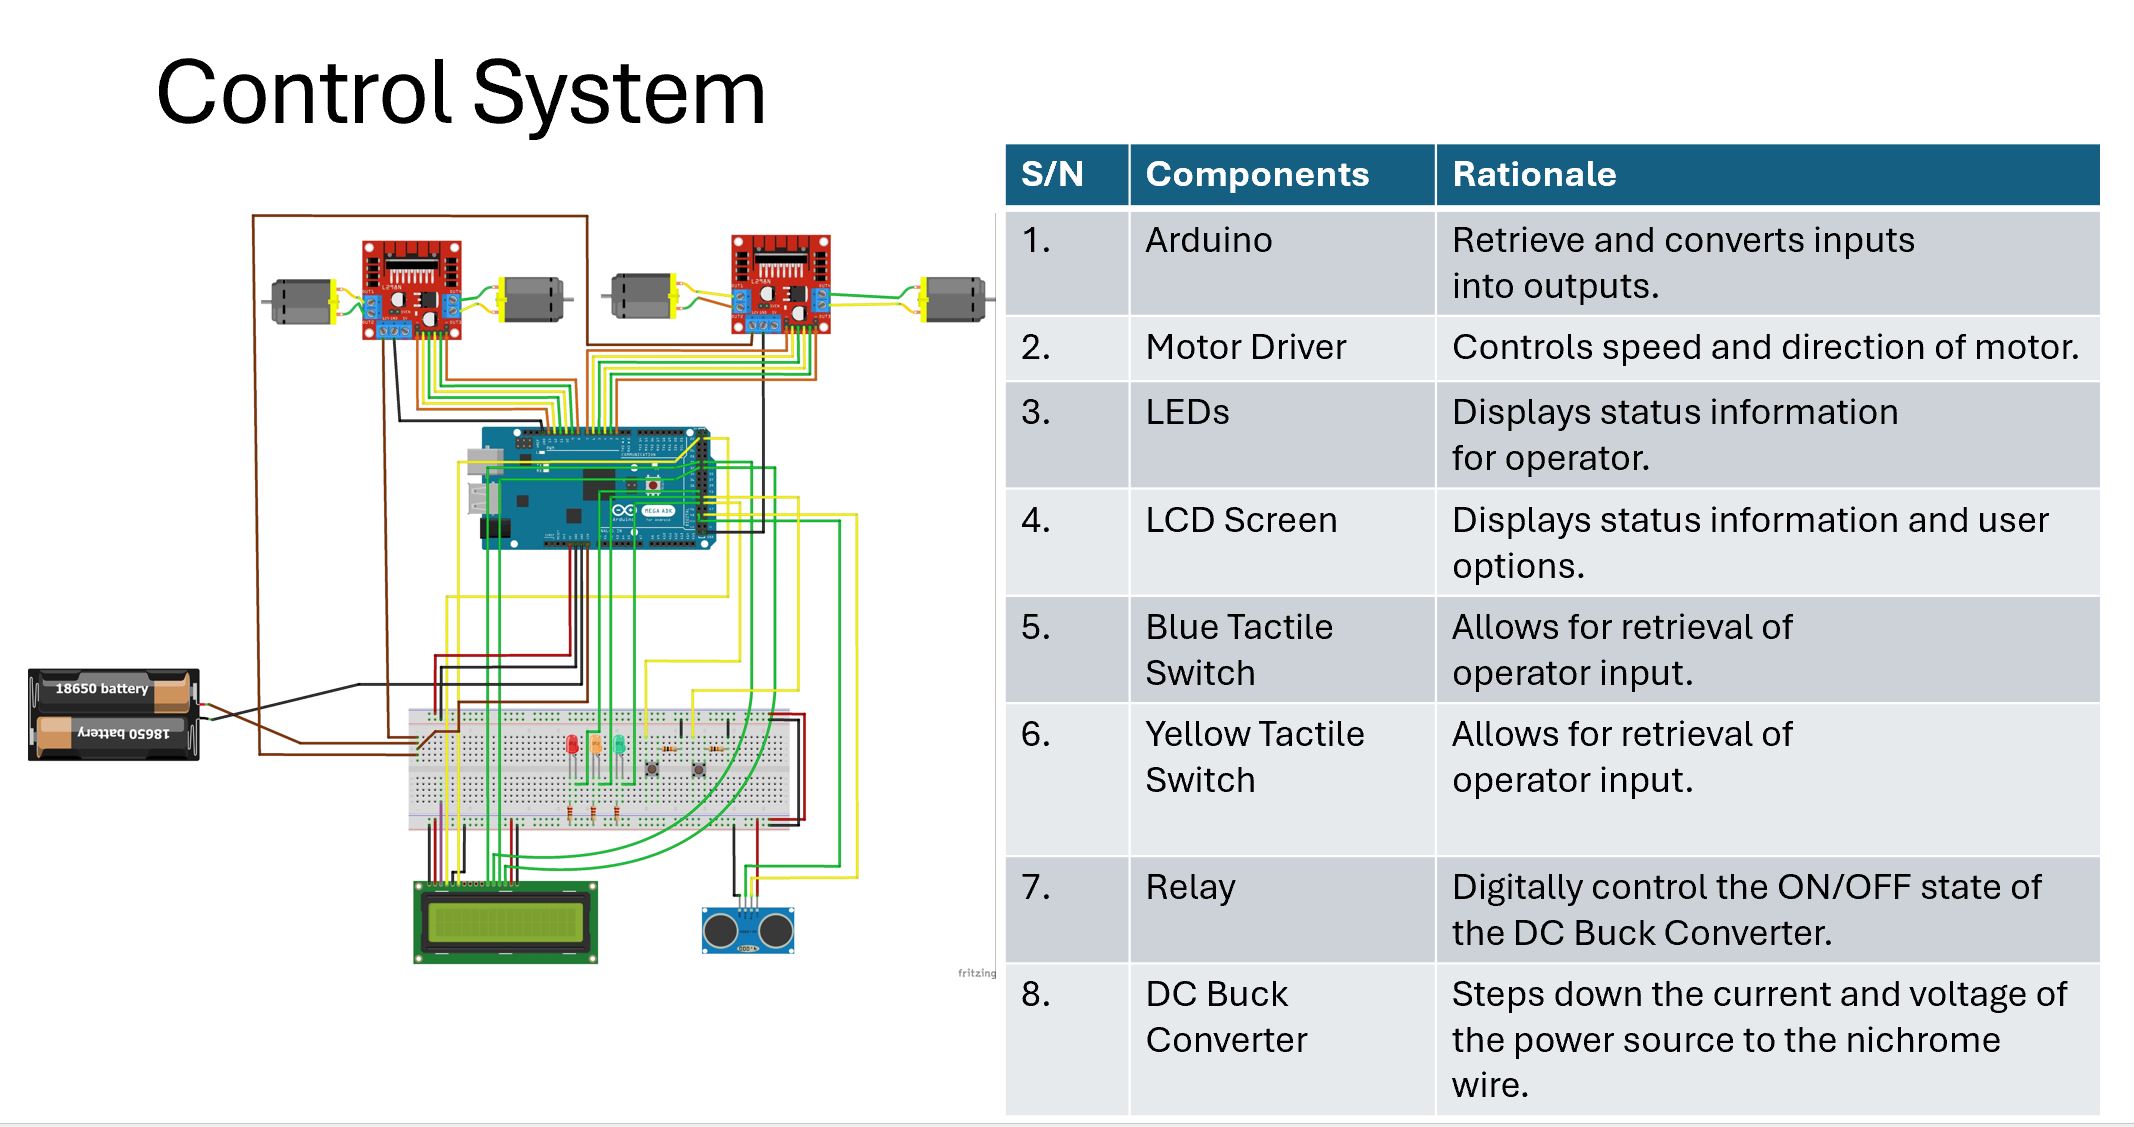 Control System
S/N Components Rationale
1. Arduino Retrieve and converts inputs
into outputs.
2. Motor Driver Controls speed and direction of motor.
3. LEDs Displays status information
for operator.
4. LCD Screen Displays status information and user
options.
5. Blue Tactile Allows for retrieval of
Switch operator input.
6. Yellow Tactile Allows for retrieval of
Switch operator input.
7. Relay Digitally control the ON/OFF state of
the DC Buck Converter.
8. DC Buck Steps down the current and voltage of
Converter the power source to the nichrome
wire.
L298N
L298N
MEGA ADK
18650 battery
18650 battery
fritzing